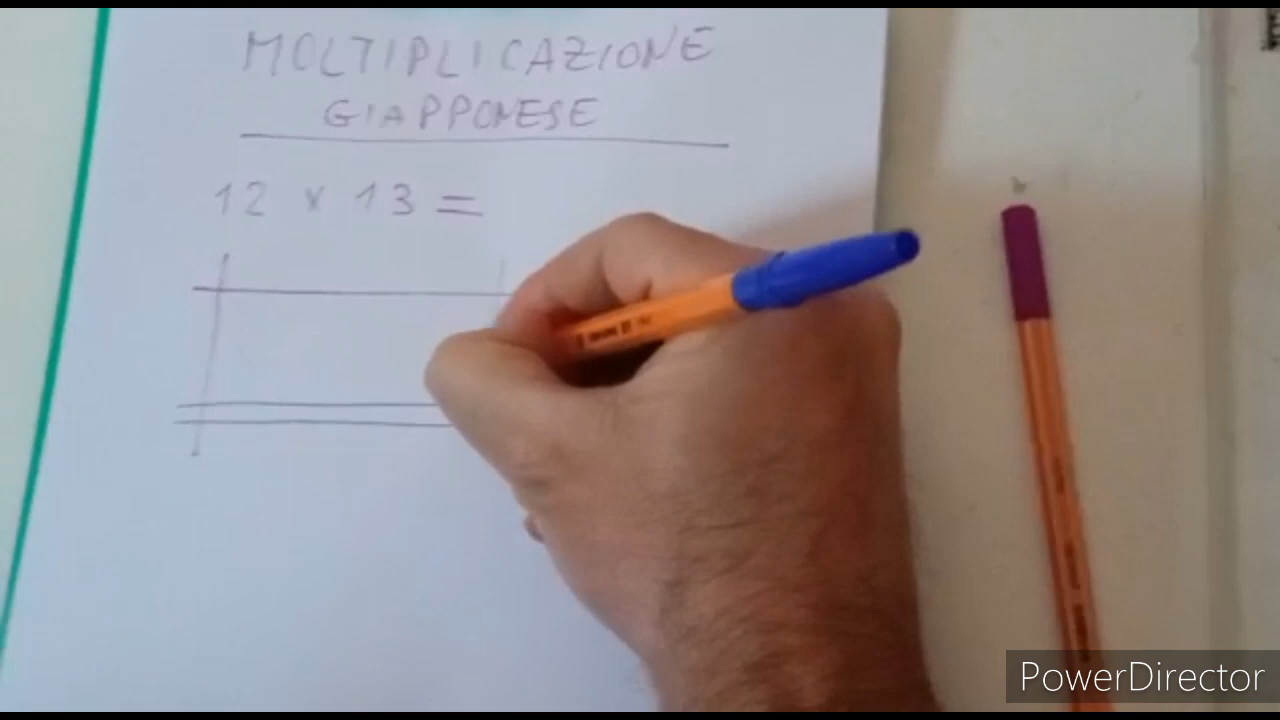 MOLTIPLICAZIONE
GIAPPONESE
12 x 13 =
PowerDirector